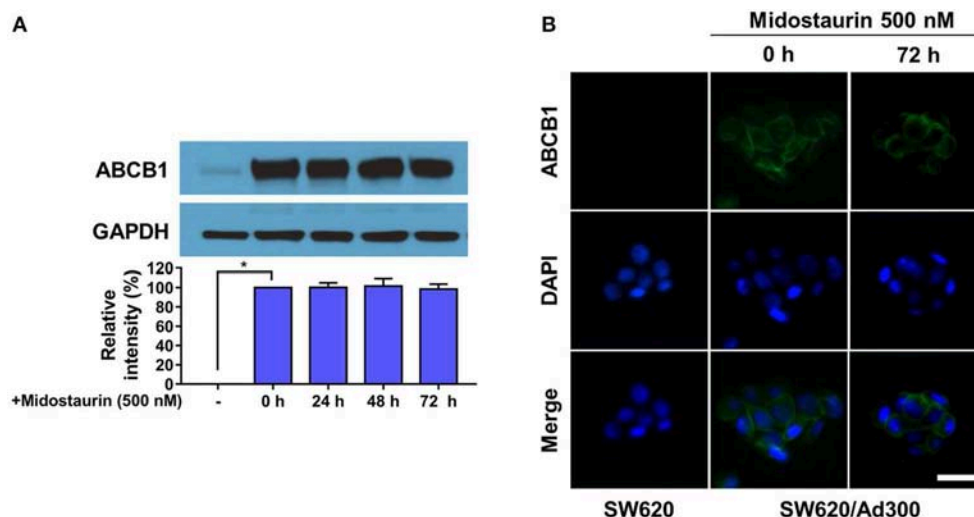 A
ABCB1
GAPDH
Relative
intensity (%)
120
100
80
60
40
20
0
*
+Midostaurin (500 nM)
- 0 h 24 h 48 h 72 h
B
Midostaurin 500 nM
0 h 72 h
ABCB1
DAPI
Merge
SW620 SW620/Ad300